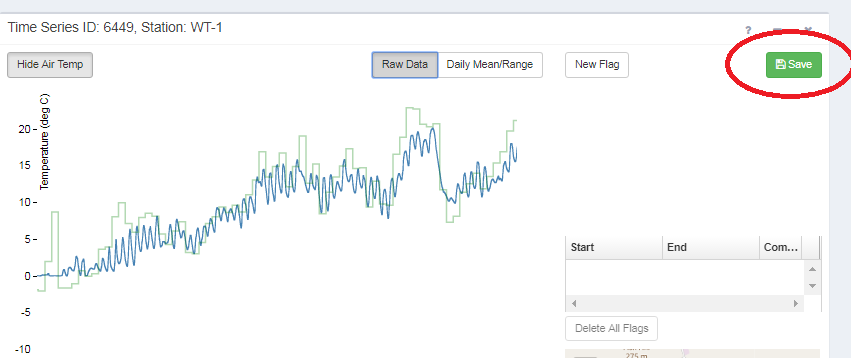 Time Series ID: 6449, Station: WT-1
?
Hide Air Temp
Raw Data
Daily Mean/Range
New Flag
Save
Temperature (deg C)
20
15
10
5
0
-5
-10
Start
End
Com...
Delete All Flags
275 m